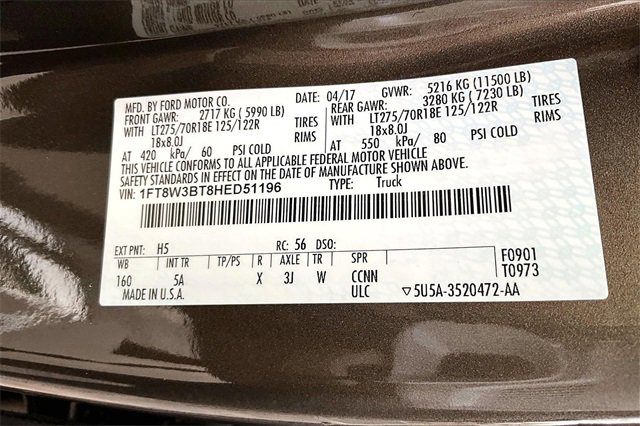 MFD. BY FORD MOTOR CO.
DATE: 04/17 GVWR: 5216 KG (11500 LB)
FRONT GAWR: 2717 KG ( 5990 LB) REAR GAWR: 3280 KG ( 7230 LB)
WITH LT275/70R18E 125/122R TIRES WITH LT275/70R18E 125/122R TIRES
18x8.0J RIMS 18x8.0J RIMS
AT 420 kPa/ 60 PSI COLD AT 550 kPa/ 80 PSI COLD
THIS VEHICLE CONFORMS TO ALL APPLICABLE FEDERAL MOTOR VEHICLE
SAFETY STANDARDS IN EFFECT ON THE DATE OF MANUFACTURE SHOWN ABOVE.
VIN: 1FT8W3BT8HED51196 TYPE: Truck
EXT PNT: H5 RC: 56 DSO: F0901
WB INT TR TP/PS R AXLE TR SPR T0973
160 5A X 3J W CCNN
MADE IN U.S.A. ULC ▽5U5A-3520472-AA